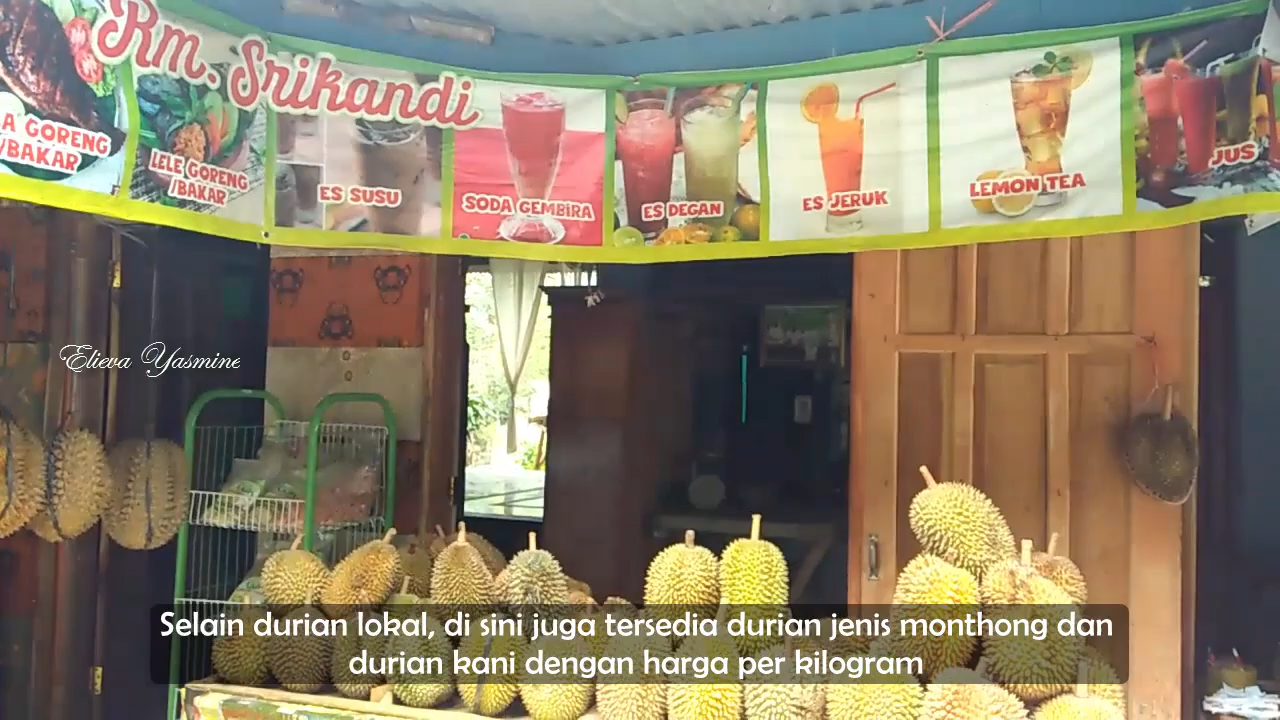 Rm. Srikandi
A GORENG
/BAKAR
LELE GORENG
/BAKAR
ES SUSU
SODA GEMBIRA
ES DEGAN
ES JERUK
LEMON TEA
JUS
Elieva Yasmine
Selain durian lokal, di sini juga tersedia durian jenis monthong dan
durian kani dengan harga per kilogram